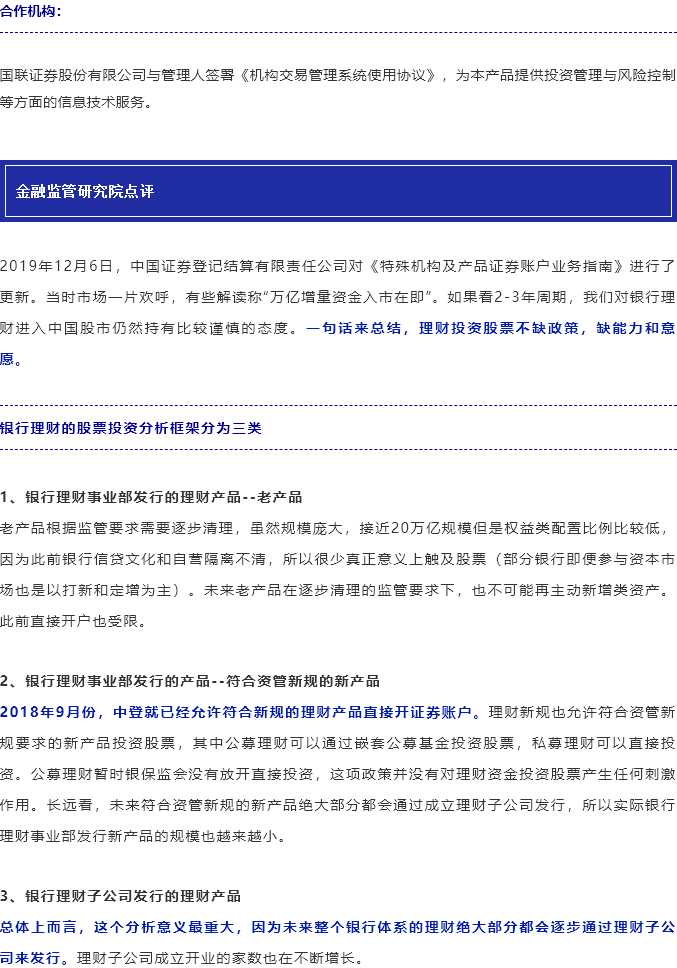 合作机构：
国联证券股份有限公司与管理人签署《机构交易管理系统使用协议》，为本产品提供投资管理与风险控制
等方面的信息技术服务。
金融监管研究院点评
2019年12月6日，中国证券登记结算有限责任公司对《特殊机构及产品证券账户业务指南》进行了
更新。当时市场一片欢呼，有些解读称“万亿增量资金入市在即”。如果看2-3年周期，我们对银行理
财进入中国股市仍然持有比较谨慎的态度。一句话来总结，理财投资股票不缺政策，缺能力和意
愿。
银行理财的股票投资分析框架分为三类
1、银行理财事业部发行的理财产品--老产品
老产品根据监管要求需要逐步清理，虽然规模庞大，接近20万亿规模但是权益类配置比例比较低，
因为此前银行信贷文化和自营隔离不清，所以很少真正意义上触及股票（部分银行即便参与资本市
场也是以打新和定增为主）。未来老产品在逐步清理的监管要求下，也不可能再主动新增类资产。
此前直接开户也受限。
2、银行理财事业部发行的产品--符合资管新规的新产品
2018年9月份，中登就已经允许符合新规的理财产品直接开证券账户。理财新规也允许符合资管新
规要求的新产品投资股票，其中公募理财可以通过嵌套公募基金投资股票，私募理财可以直接投
资。公募理财暂时银保监会没有放开直接投资，这项政策并没有对理财资金投资股票产生任何刺激
作用。长远看，未来符合资管新规的新产品绝大部分都会通过成立理财子公司发行，所以实际银行
理财事业部发行新产品的规模也越来越小。
3、银行理财子公司发行的理财产品
总体上而言，这个分析意义最重大，因为未来整个银行体系的理财绝大部分都会逐步通过理财子公
司来发行。理财子公司成立开业的家数也在不断增长。